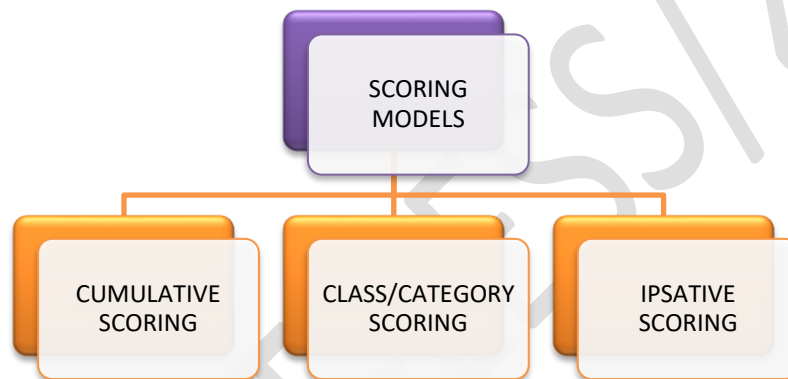 SCORING
MODELS
CUMULATIVE
SCORING
CLASS/CATEGORY
SCORING
IPSATIVE
SCORING